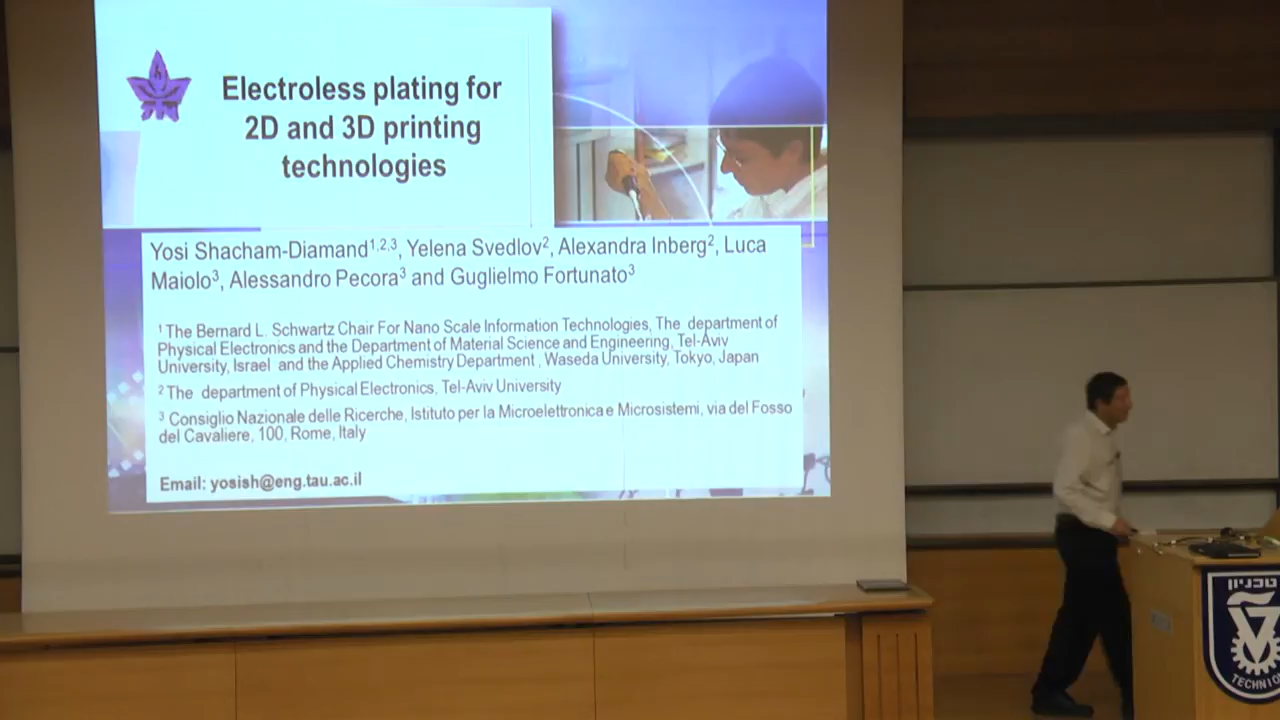 Electroless plating for
2D and 3D printing
technologies
Yosi Shacham-Diamand1,2,3, Yelena Svedlov2, Alexandra Inberg2, Luca
Maiolo3, Alessandro Pecora3 and Guglielmo Fortunato3
1 The Bernard L. Schwartz Chair For Nano Scale Information Technologies, The department of
Physical Electronics and the Department of Material Science and Engineering, Tel-Aviv
University, Israel and the Applied Chemistry Department , Waseda University, Tokyo, Japan
2 The department of Physical Electronics, Tel-Aviv University
3 Consiglio Nazionale delle Ricerche, Istituto per la Microelettronica e Microsistemi, via del Fosso
del Cavaliere, 100, Rome, Italy
Email: yosish@eng.tau.ac.il
טכניון
TECHNION